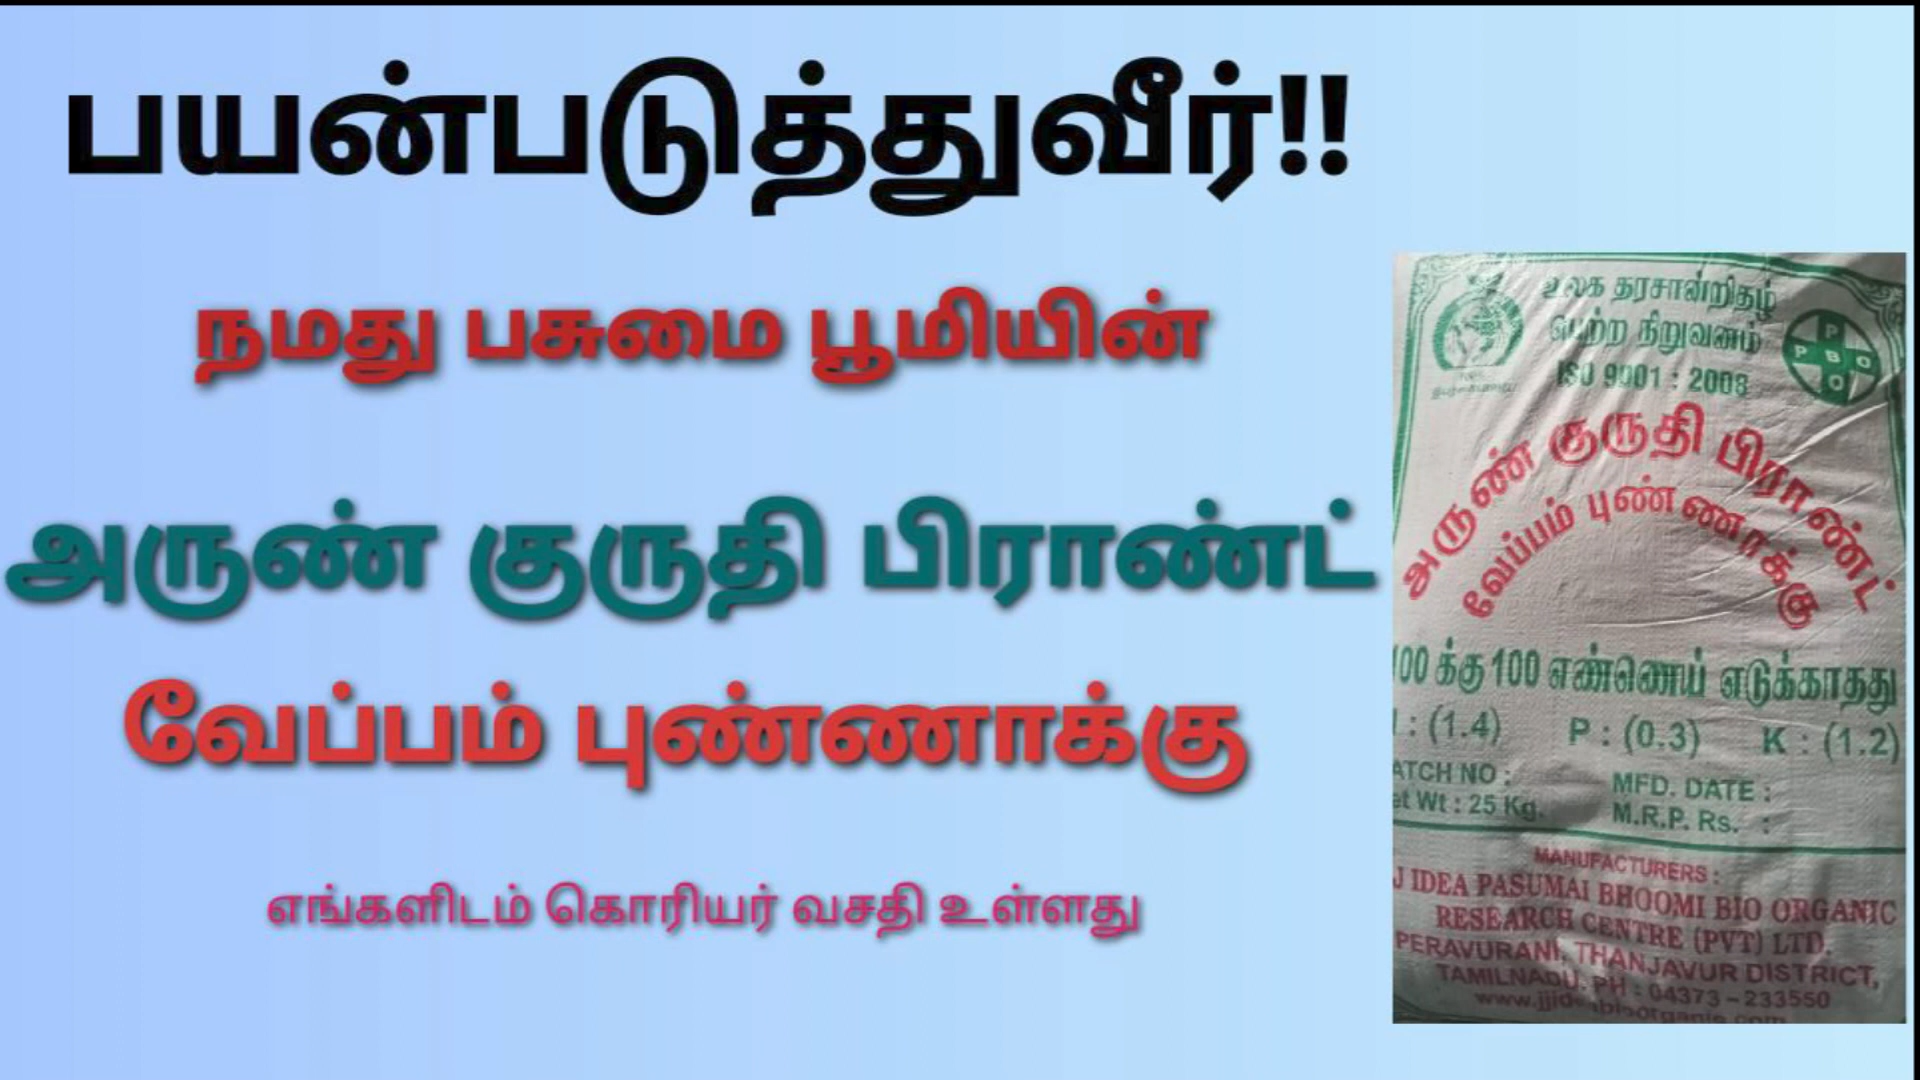 பயன்படுத்துவீர்!!
நமது பசுமை பூமியின்
அருண் குருதி பிராண்ட்
வேப்பம் புண்ணாக்கு
எங்களிடம் கொரியர் வசதி உள்ளது
உலக தரசான்றிதழ்
பெற்ற நிறுவனம்
ISO 9001 : 2008
P
P B O
O
அருண் குருதி பிராண்ட்
வேப்பம் புண்ணாக்கு
100 க்கு 100 எண்ணெய் எடுக்காதது
: (1.4) P : (0.3) K : (1.2)
ATCH NO : MFD. DATE :
et Wt : 25 Kg. M.R.P. Rs. :
MANUFACTURERS :
J IDEA PASUMAI BHOOMI BIO ORGANIC
RESEARCH CENTRE (PVT) LTD.
PERAVURANI, THANJAVUR DISTRICT,
TAMILNADU. PH : 04373 - 233550